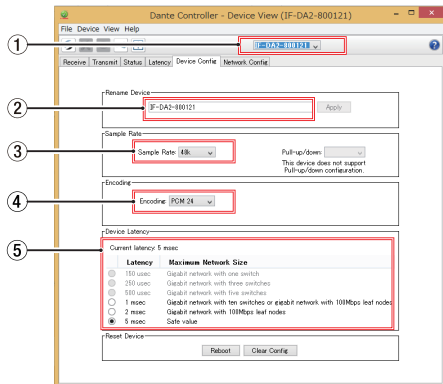 Dante Controller - Device View (IF-DA2-800121)
File Device View Help
1
IF-DA2-800121
Receive Transmit Status Latency Device Config Network Config
Rename Device
2
IF-DA2-800121
Apply
Sample Rate
3
Sample Rate: 48k
Pull-up/down:
This device does not support
Pull-up/down configuration.
Encoding
4
Encoding: PCM 24
Device Latency
5
Current latency: 5 msec
Latency Maximum Network Size
150 usec Gigabit network with one switch
250 usec Gigabit network with three switches
500 usec Gigabit network with five switches
1 msec Gigabit network with ten switches or gigabit network with 100Mbps leaf nodes
2 msec Gigabit network with 100Mbps leaf nodes
5 msec Safe value
Reset Device
Reboot Clear Config